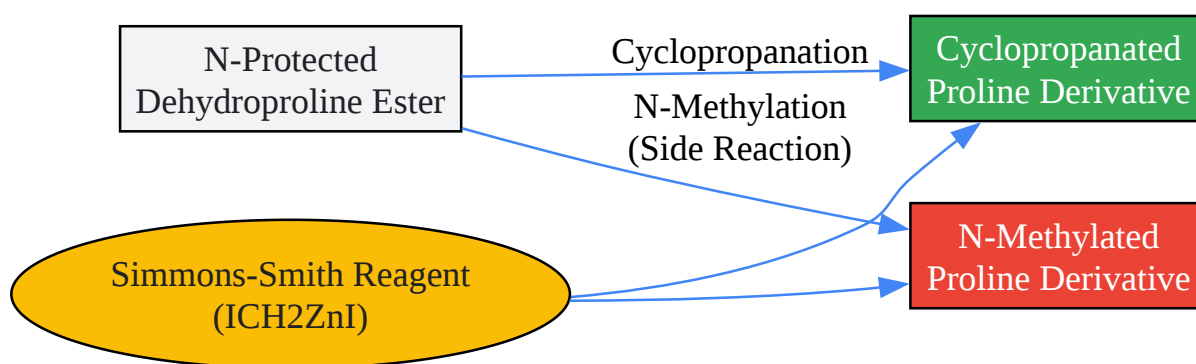 N-Protected
Dehydroproline Ester
Cyclopropanation
N-Methylation
(Side Reaction)
Cyclopropanated
Proline Derivative
Simmons-Smith Reagent
(ICH2ZnI)
N-Methylated
Proline Derivative